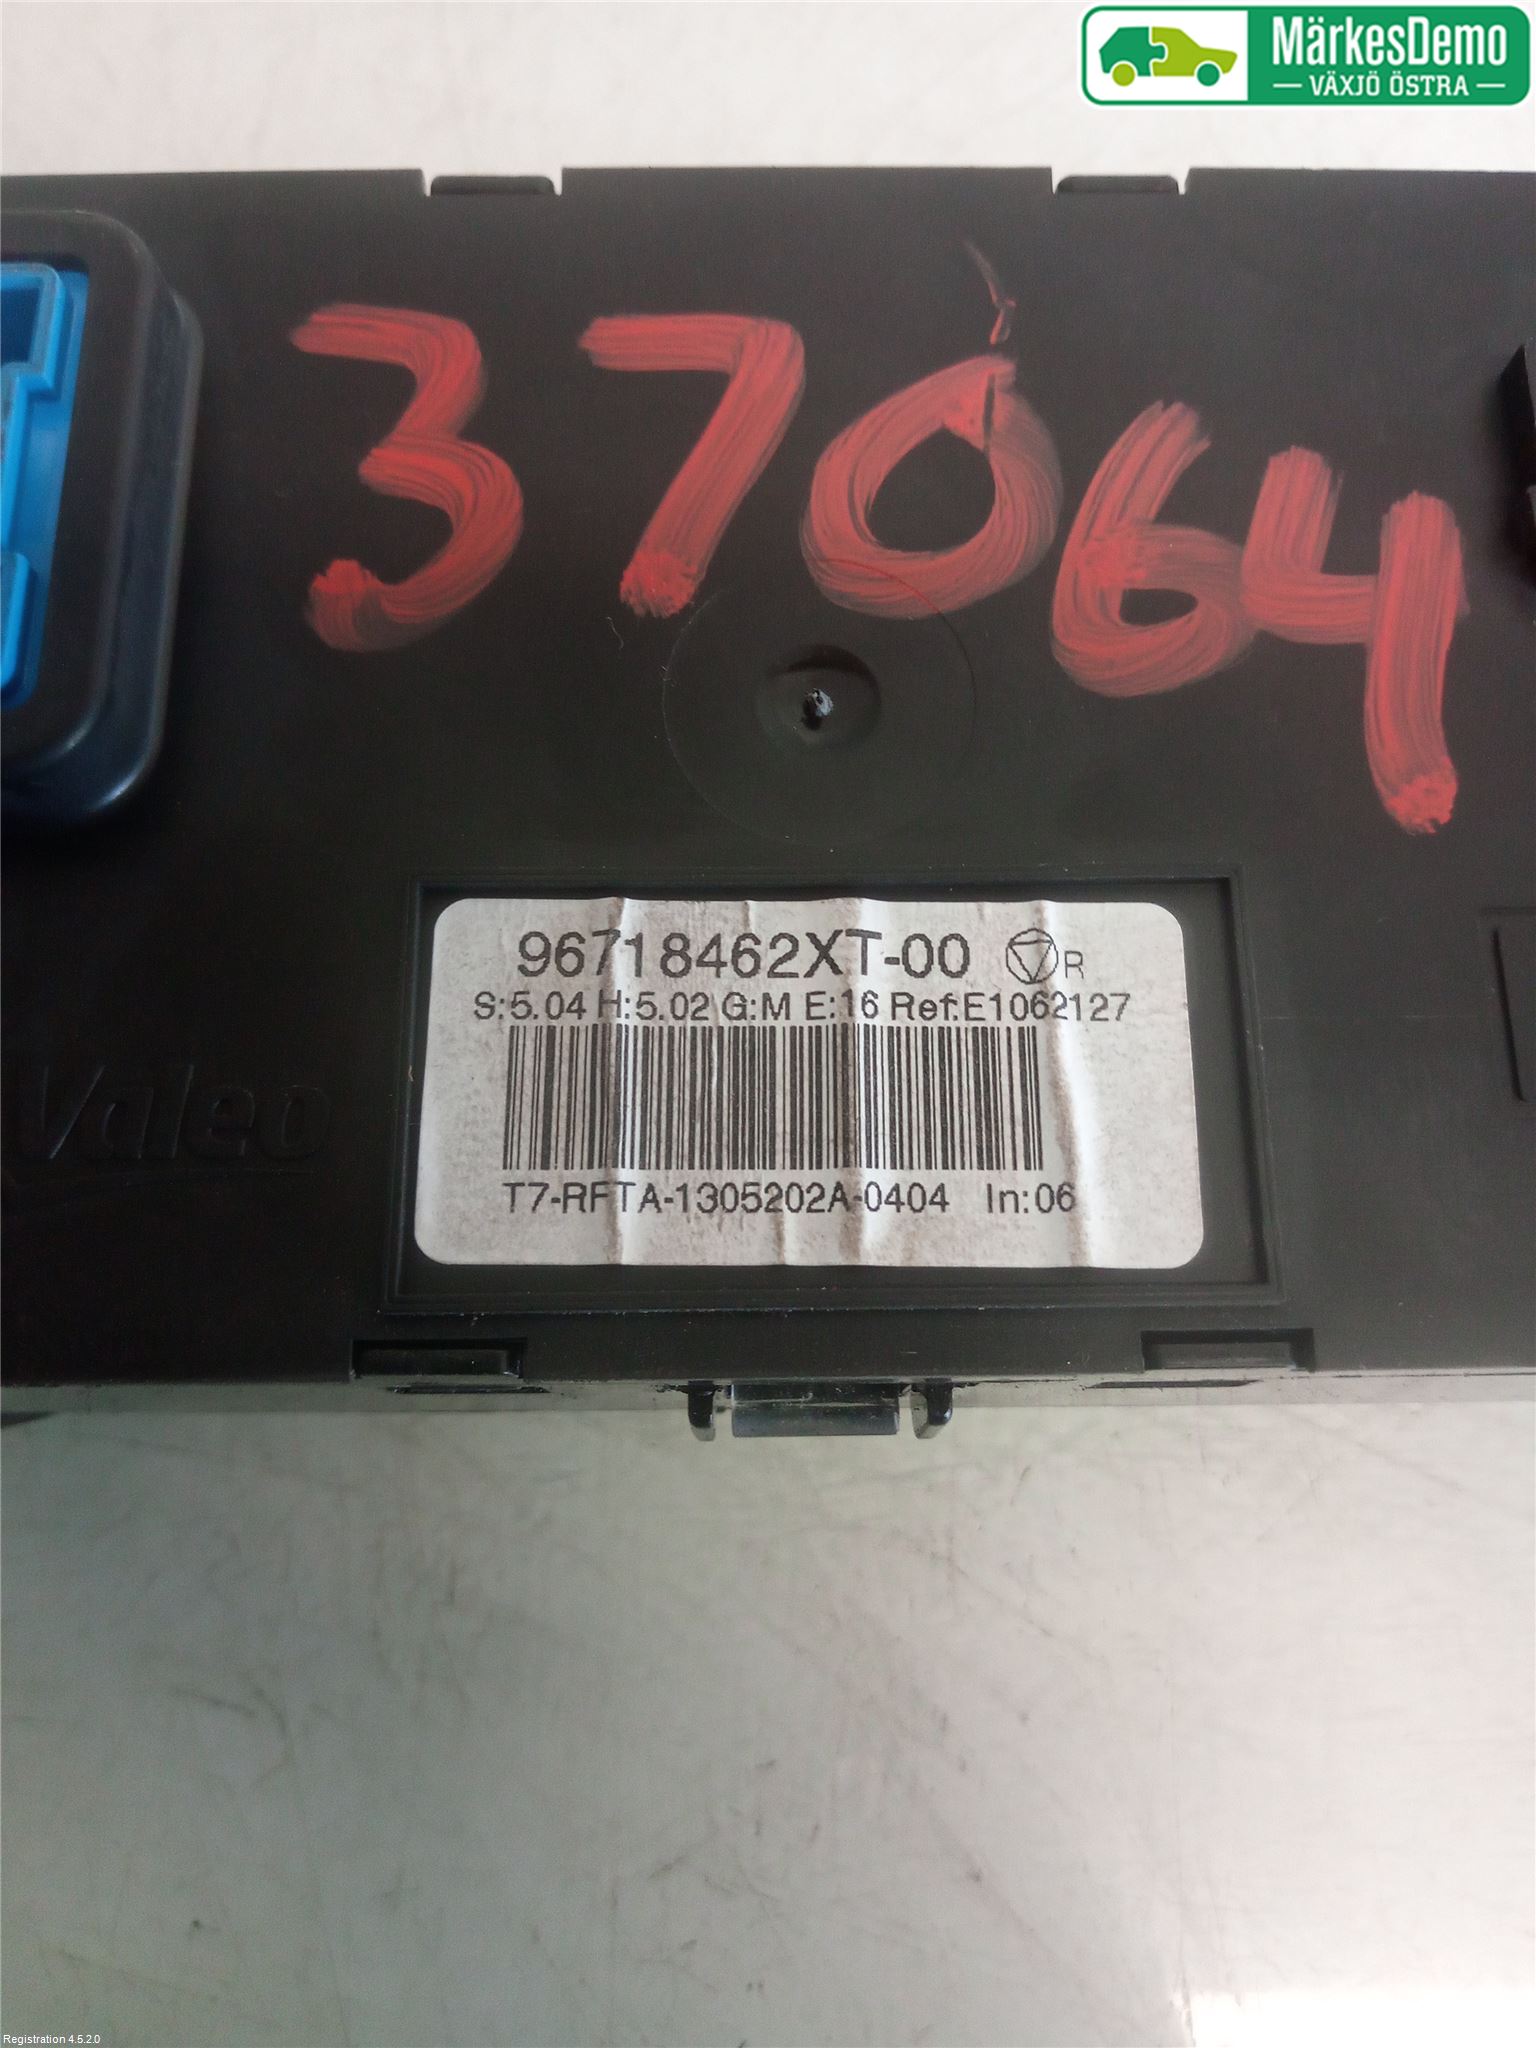 MärkesDemo
VÄXJÖ ÖSTRA
37064
96718462XT-00 R
S:5.04 H:5.02 G:M E:16 Ref:E1062127
Valeo
T7-RFTA-1305202A-0404 In:06
Registration 4.5.2.0